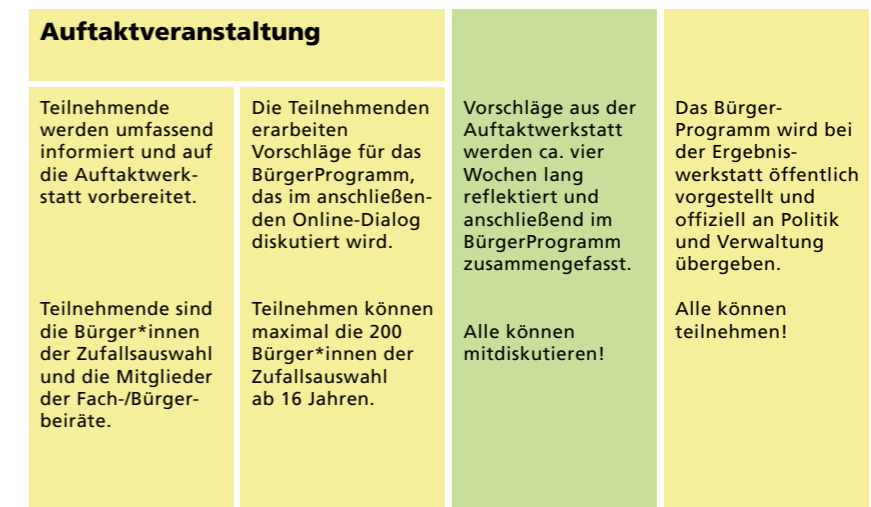 Auftaktveranstaltung
Teilnehmende
werden umfassend
informiert und auf
die Auftaktwerk-
statt vorbereitet.
Teilnehmende sind
die Bürger*innen
der Zufallsauswahl
und die Mitglieder
der Fach-/Bürger-
beiräte.
Die Teilnehmenden
erarbeiten
Vorschläge für das
BürgerProgramm,
das im anschließen-
den Online-Dialog
diskutiert wird.
Teilnehmen können
maximal die 200
Bürger*innen der
Zufallsauswahl
ab 16 Jahren.
Vorschläge aus der
Auftaktwerkstatt
werden ca. vier
Wochen lang
reflektiert und
anschließend im
BürgerProgramm
zusammengefasst.
Alle können
mitdiskutieren!
Das Bürger-
Programm wird bei
der Ergebnis-
werkstatt öffentlich
vorgestellt und
offiziell an Politik
und Verwaltung
übergeben.
Alle können
teilnehmen!